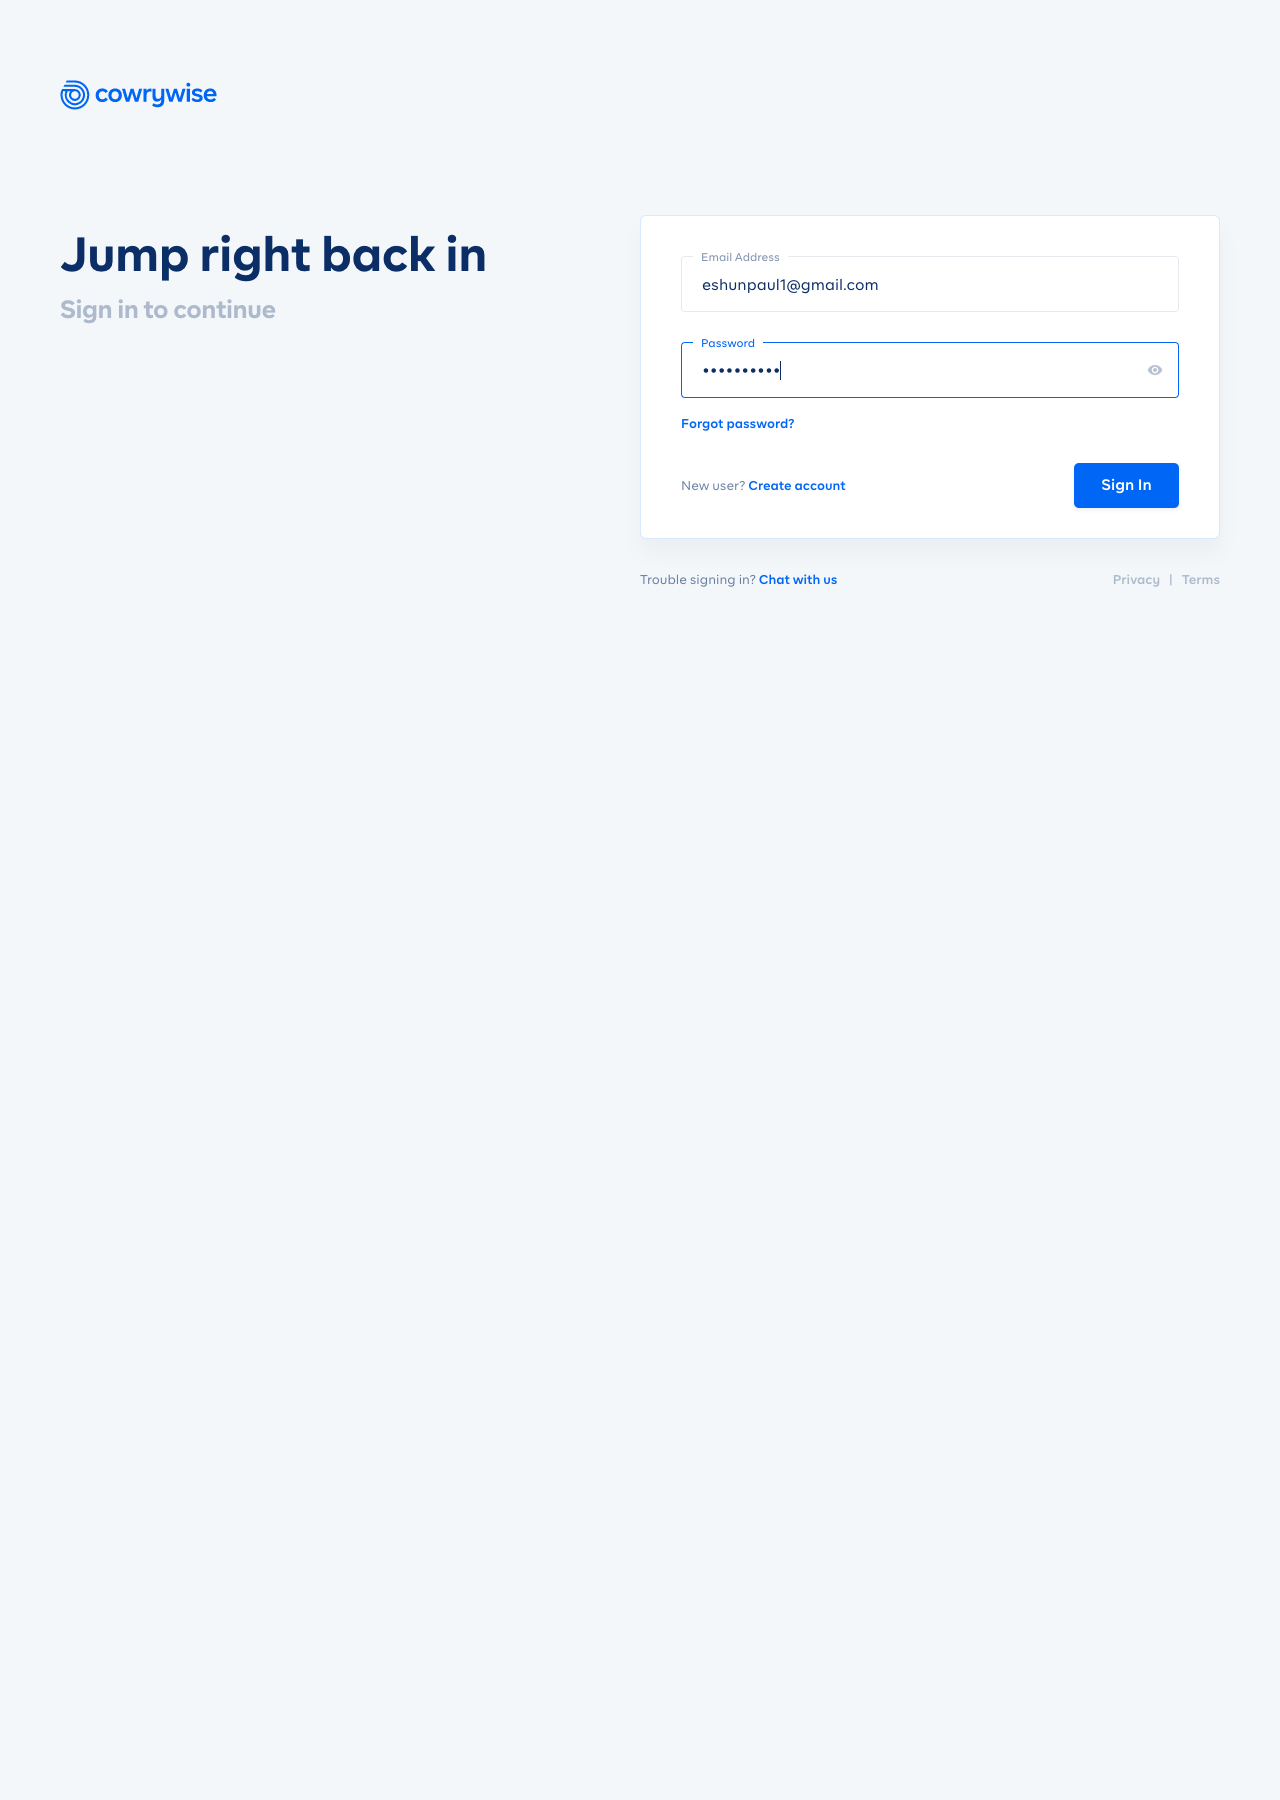 cowrywise
Jump right back in
Sign in to continue
Email Address
eshunpaul1@gmail.com
Password
••••••••••
Forgot password?
New user? Create account
Sign In
Trouble signing in? Chat with us
Privacy | Terms